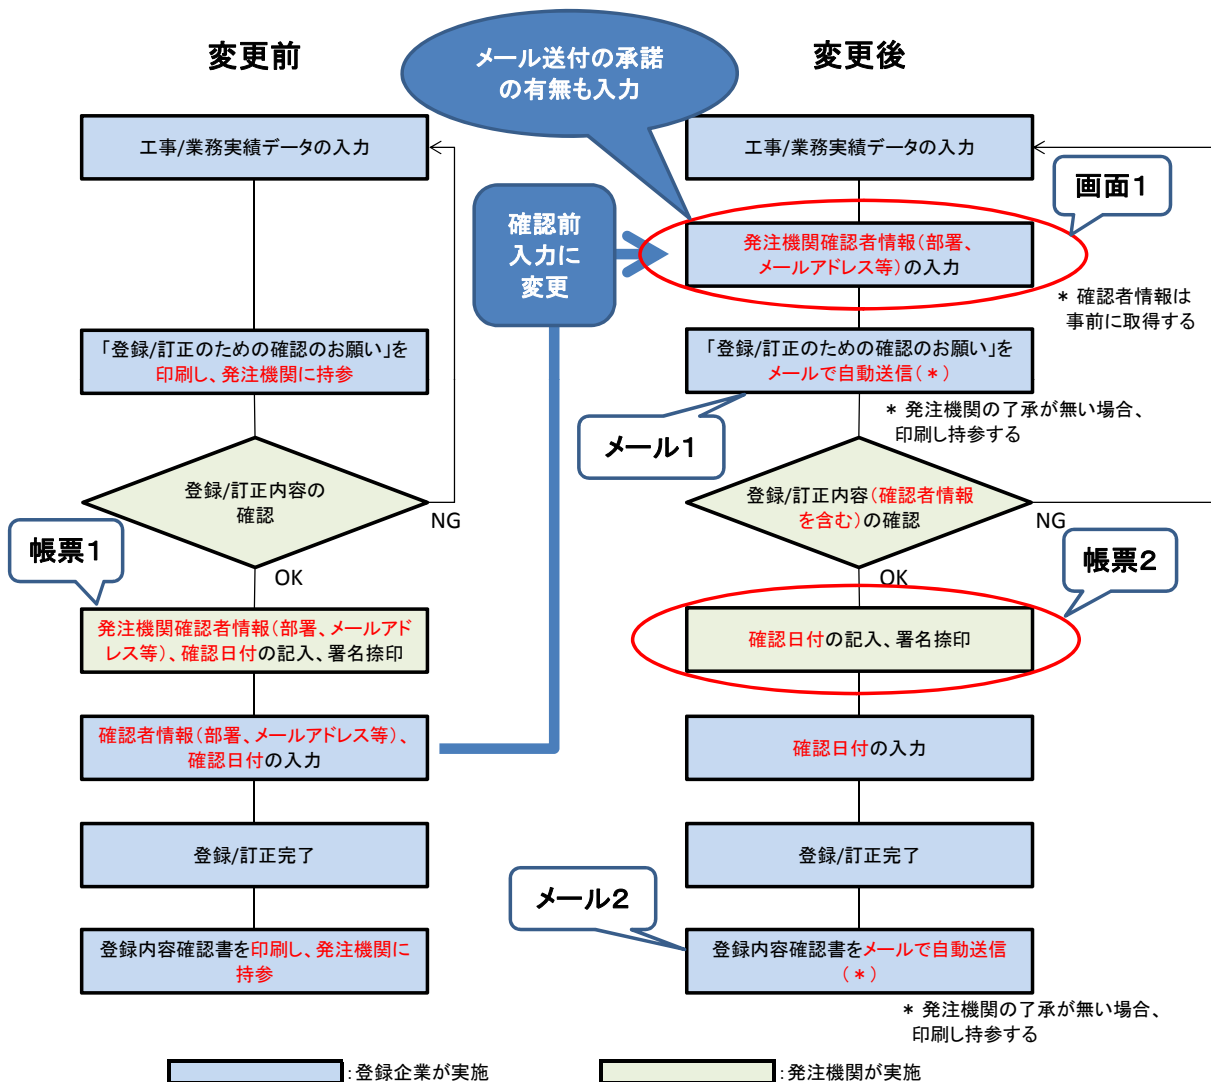 変更前
工事/業務実績データの入力
「登録/訂正のための確認のお願い」を
印刷し、発注機関に持参
登録/訂正内容の
確認
NG
OK
帳票1
発注機関確認者情報(部署、メールアド
レス等)、確認日付の記入、署名捺印
確認者情報(部署、メールアドレス等)、
確認日付の入力
登録/訂正完了
登録内容確認書を印刷し、発注機関に
持参
確認前
入力に
変更
メール送付の承諾
の有無も入力
変更後
工事/業務実績データの入力
画面1
発注機関確認者情報(部署、
メールアドレス等)の入力
* 確認者情報は
事前に取得する
「登録/訂正のための確認のお願い」を
メールで自動送信(*)
* 発注機関の了承が無い場合、
印刷し持参する
メール1
登録/訂正内容(確認者情報
を含む)の確認
NG
OK
帳票2
確認日付の記入、署名捺印
確認日付の入力
登録/訂正完了
メール2
登録内容確認書をメールで自動送信
(*)
* 発注機関の了承が無い場合、
印刷し持参する
:登録企業が実施
:発注機関が実施